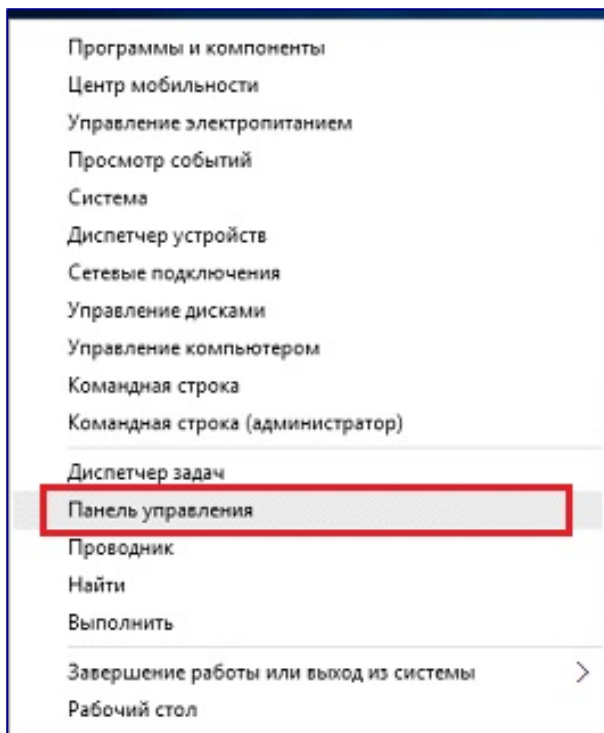 Программы и компоненты
Центр мобильности
Управление электропитанием
Просмотр событий
Система
Диспетчер устройств
Сетевые подключения
Управление дисками
Управление компьютером
Командная строка
Командная строка (администратор)
Диспетчер задач
Панель управления
Проводник
Найти
Выполнить
Завершение работы или выход из системы
Рабочий стол